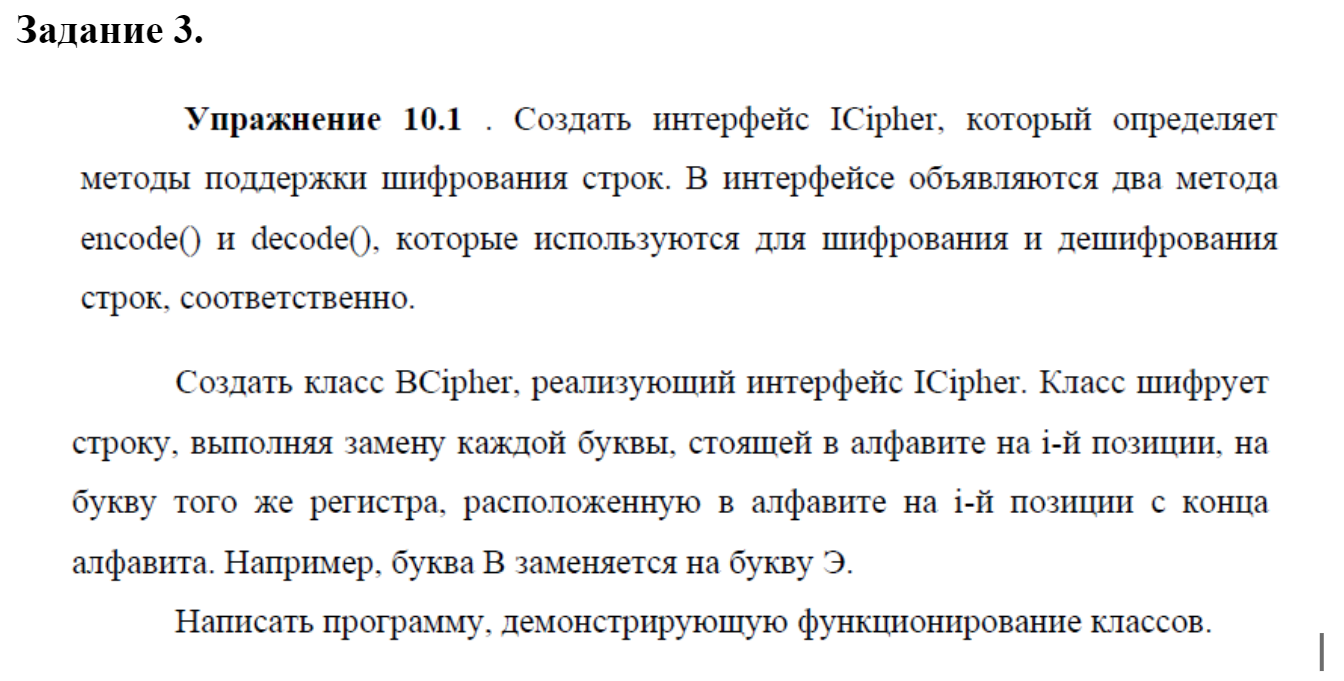 Задание 3.
Упражнение 10.1 . Создать интерфейс ICipher, который определяет
методы поддержки шифрования строк. В интерфейсе объявляются два метода
encode() и decode(), которые используются для шифрования и дешифрования
строк, соответственно.
Создать класс BCipher, реализующий интерфейс ICipher. Класс шифрует
строку, выполняя замену каждой буквы, стоящей в алфавите на i-й позиции, на
букву того же регистра, расположенную в алфавите на i-й позиции с конца
алфавита. Например, буква В заменяется на букву Э.
Написать программу, демонстрирующую функционирование классов.